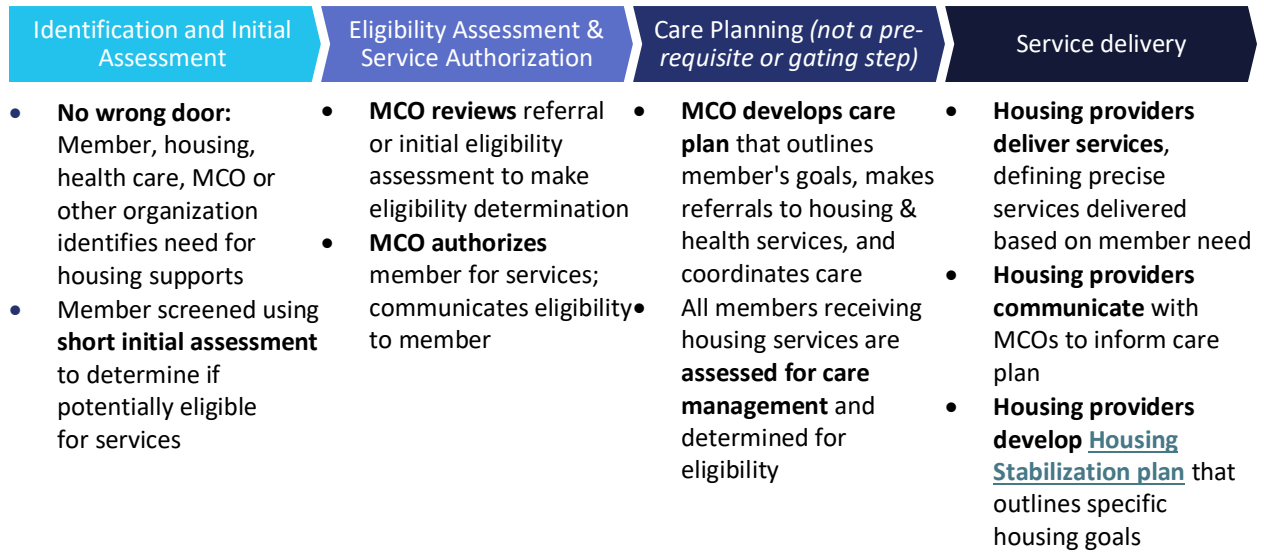 Identification and Initial
Assessment
Eligibility Assessment &
Service Authorization
Care Planning (not a pre-
requisite or gating step)
Service delivery
• No wrong door:
Member, housing,
health care, MCO or
other organization
identifies need for
housing supports
• Member screened using
short initial assessment
to determine if
potentially eligible
for services
• MCO reviews referral
or initial eligibility
assessment to make
eligibility determination
• MCO authorizes
member for services;
communicates eligibility
to member
• MCO develops care
plan that outlines
member's goals, makes
referrals to housing &
health services, and
coordinates care
• All members receiving
housing services are
assessed for care
management and
determined for
eligibility
• Housing providers
deliver services,
defining precise
services delivered
based on member need
• Housing providers
communicate with
MCOs to inform care
plan
• Housing providers
develop Housing
Stabilization plan that
outlines specific
housing goals